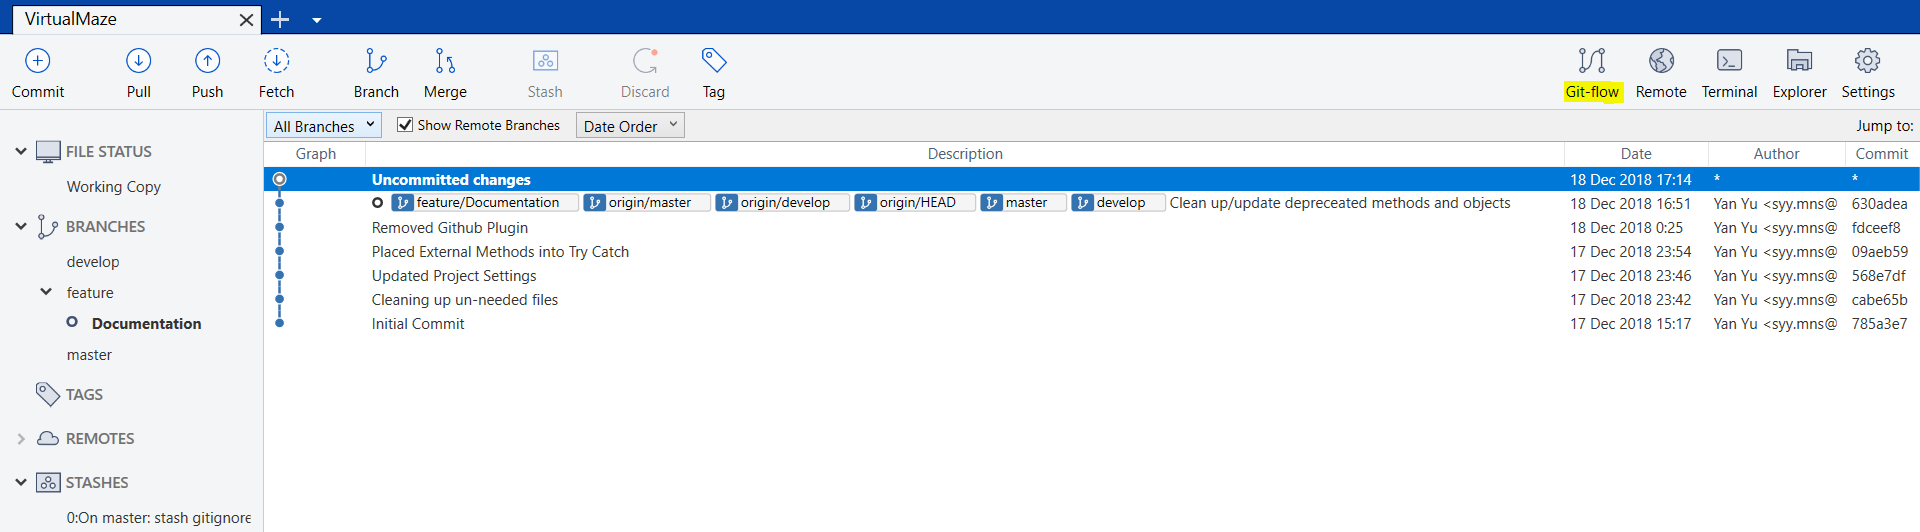 VirtualMaze
Commit Pull Push Fetch Branch Merge Stash Discard Tag Git-flow Remote Terminal Explorer Settings
All Branches Show Remote Branches Date Order Jump to:
FILE STATUS
Working Copy
BRANCHES
develop
feature
Documentation
master
TAGS
REMOTES
STASHES
0:On master: stash gitignore
Graph Description Date Author Commit
Uncommitted changes 18 Dec 2018 17:14 * *
feature/Documentation origin/master origin/develop origin/HEAD master develop Clean up/update depreceated methods and objects 18 Dec 2018 16:51 Yan Yu <syy.mns@ 630adea
Removed Github Plugin 18 Dec 2018 0:25 Yan Yu <syy.mns@ fdceef8
Placed External Methods into Try Catch 17 Dec 2018 23:54 Yan Yu <syy.mns@ 09aeb59
Updated Project Settings 17 Dec 2018 23:46 Yan Yu <syy.mns@ 568e7df
Cleaning up un-needed files 17 Dec 2018 23:42 Yan Yu <syy.mns@ cabe65b
Initial Commit 17 Dec 2018 15:17 Yan Yu <syy.mns@ 785a3e7